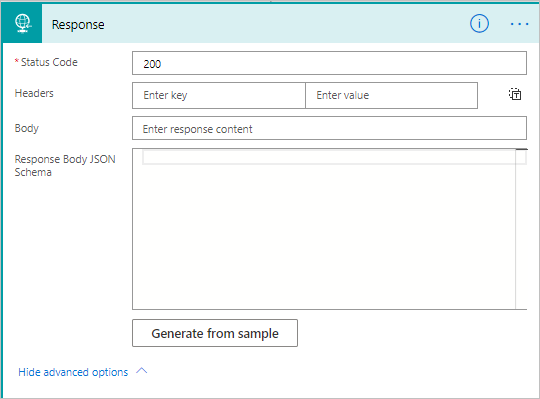 Response
* Status Code
200
Headers
Enter key
Enter value
Body
Enter response content
Response Body JSON
Schema
Generate from sample
Hide advanced options